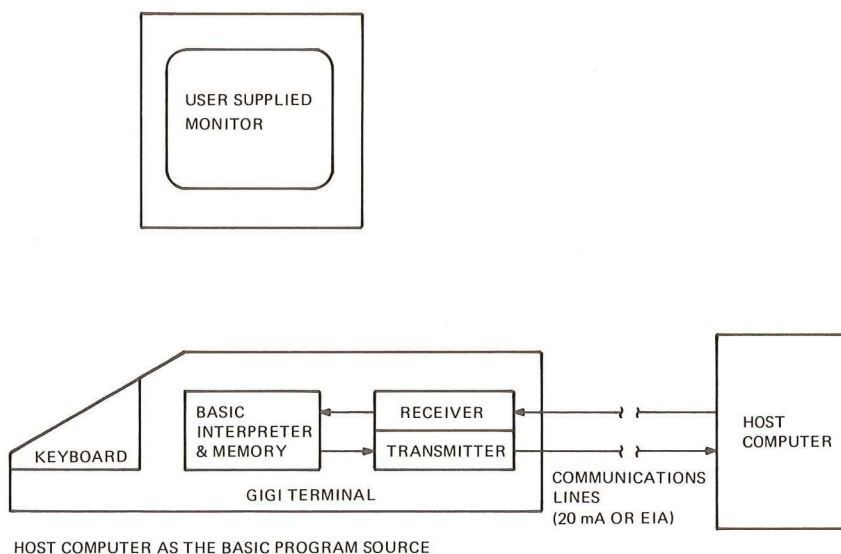 USER SUPPLIED
MONITOR
BASIC
INTERPRETER
& MEMORY
RECEIVER
TRANSMITTER
KEYBOARD
GIGI TERMINAL
COMMUNICATIONS
LINES
(20 mA OR EIA)
HOST
COMPUTER
HOST COMPUTER AS THE BASIC PROGRAM SOURCE